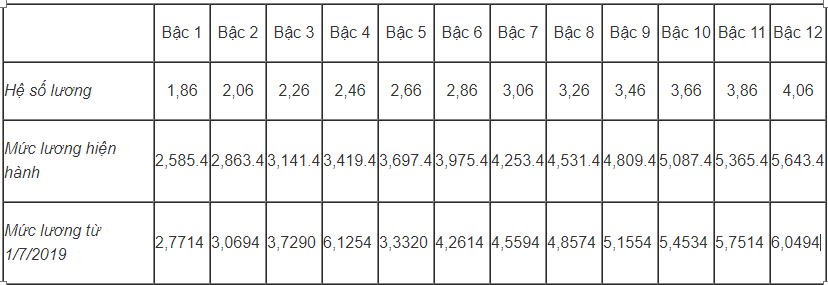 Bậc 1 Bậc 2 Bậc 3 Bậc 4 Bậc 5 Bậc 6 Bậc 7 Bậc 8 Bậc 9 Bậc 10 Bậc 11 Bậc 12
Hệ số lương 1,86 2,06 2,26 2,46 2,66 2,86 3,06 3,26 3,46 3,66 3,86 4,06
Mức lương hiện
hành 2,585.4 2,863.4 3,141.4 3,419.4 3,697.4 3,975.4 4,253.4 4,531.4 4,809.4 5,087.4 5,365.4 5,643.4
Mức lương từ
1/7/2019 2,7714 3,0694 3,7290 6,1254 3,3320 4,2614 4,5594 4,8574 5,1554 5,4534 5,7514 6,0494